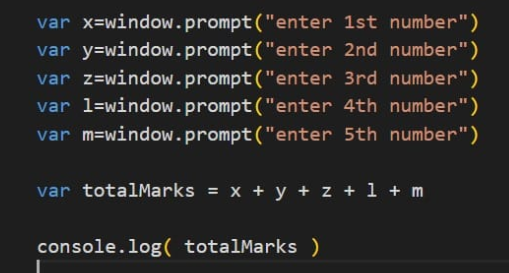 var x=window.prompt("enter 1st number")
var y=window.prompt("enter 2nd number")
var z=window.prompt("enter 3rd number")
var l=window.prompt("enter 4th number")
var m=window.prompt("enter 5th number")
var totalMarks = x + y + z + l + m
console.log( totalMarks )